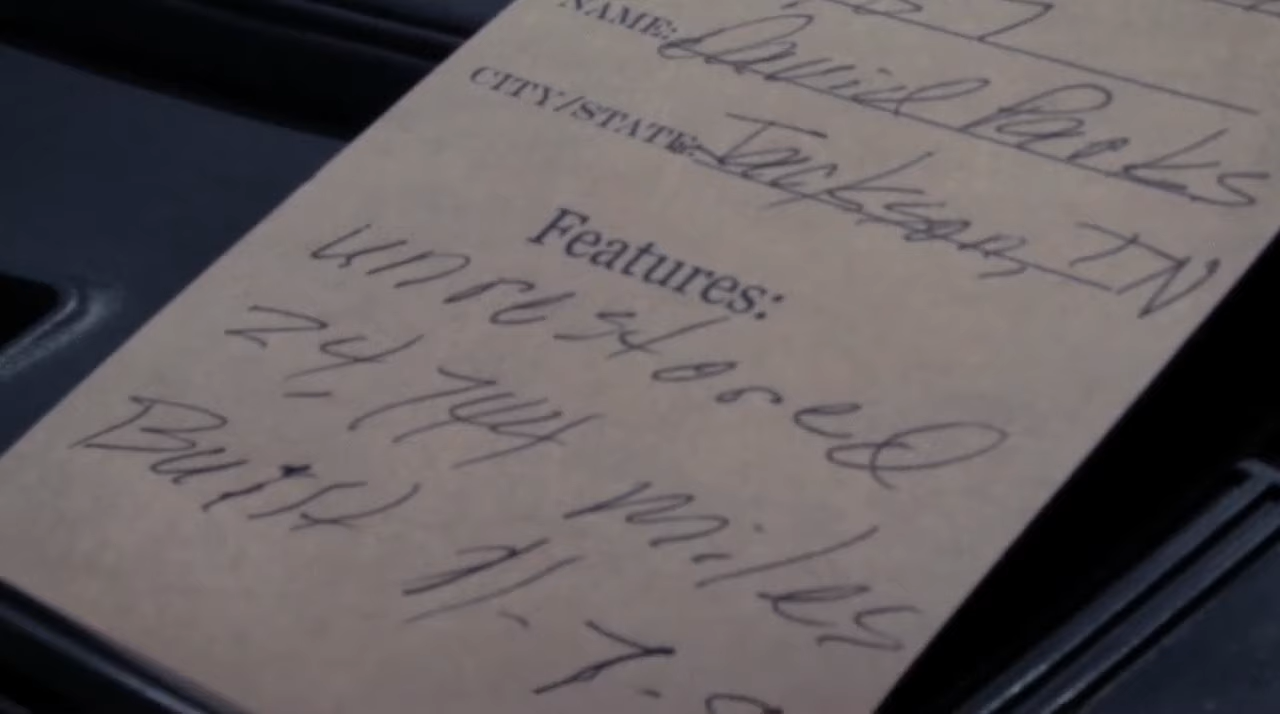 NAME: David Parks
CITY/STATE: Jackson, TN
Features:
unrestored
24,744 miles
Built 11-7-